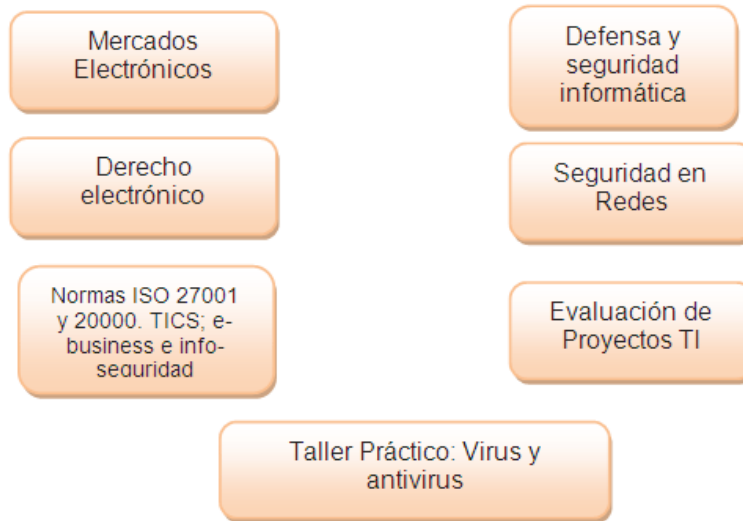 Mercados
Electrónicos
Defensa y
seguridad
informática
Derecho
electrónico
Seguridad en
Redes
Normas ISO 27001
y 20000. TICS; e-
business e info-
seguridad
Evaluación de
Proyectos TI
Taller Práctico: Virus y
antivirus